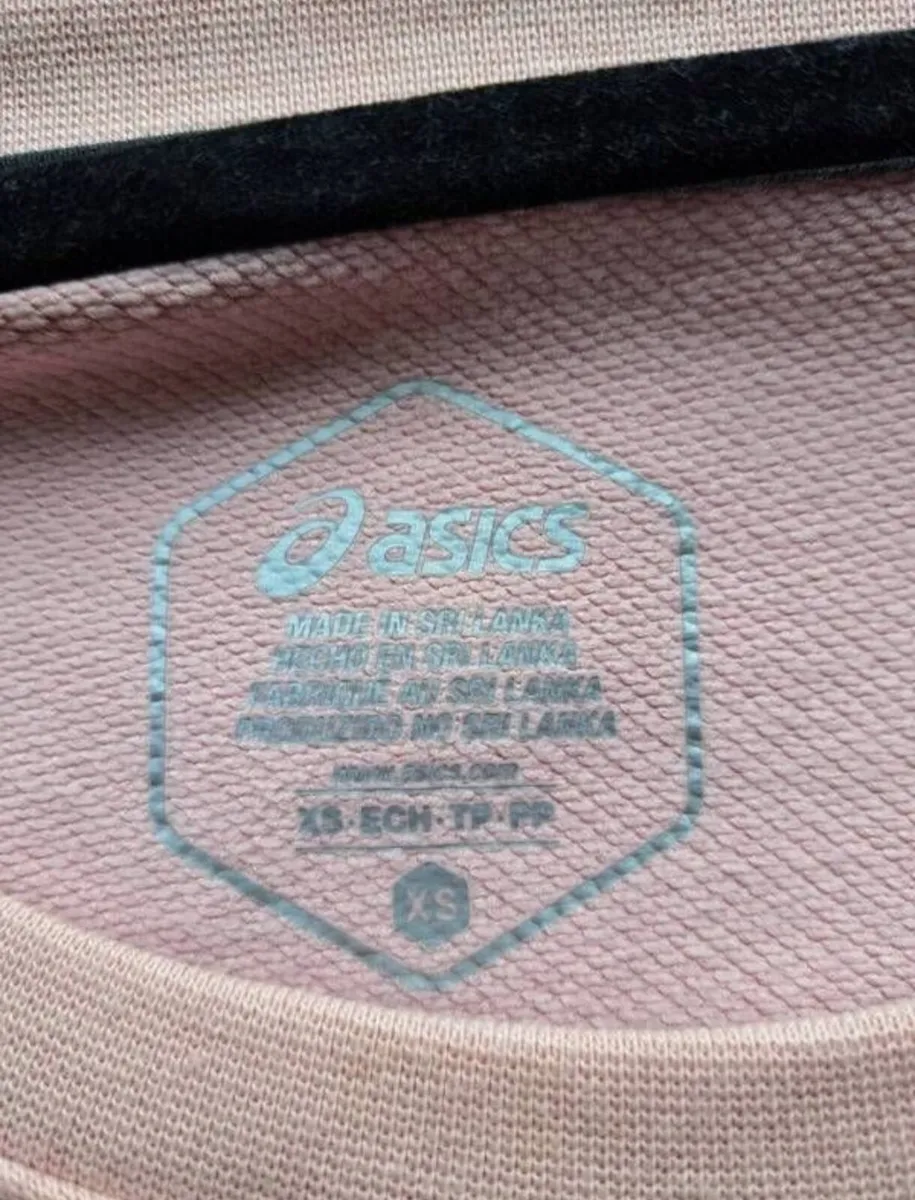 asics
MADE IN SRI LANKA
HECHO EN SRI LANKA
FABRIQUÉ AU SRI LANKA
PRODUZIDO NO SRI LANKA
www.asics.com
XS·ECH·TP·PP
XS